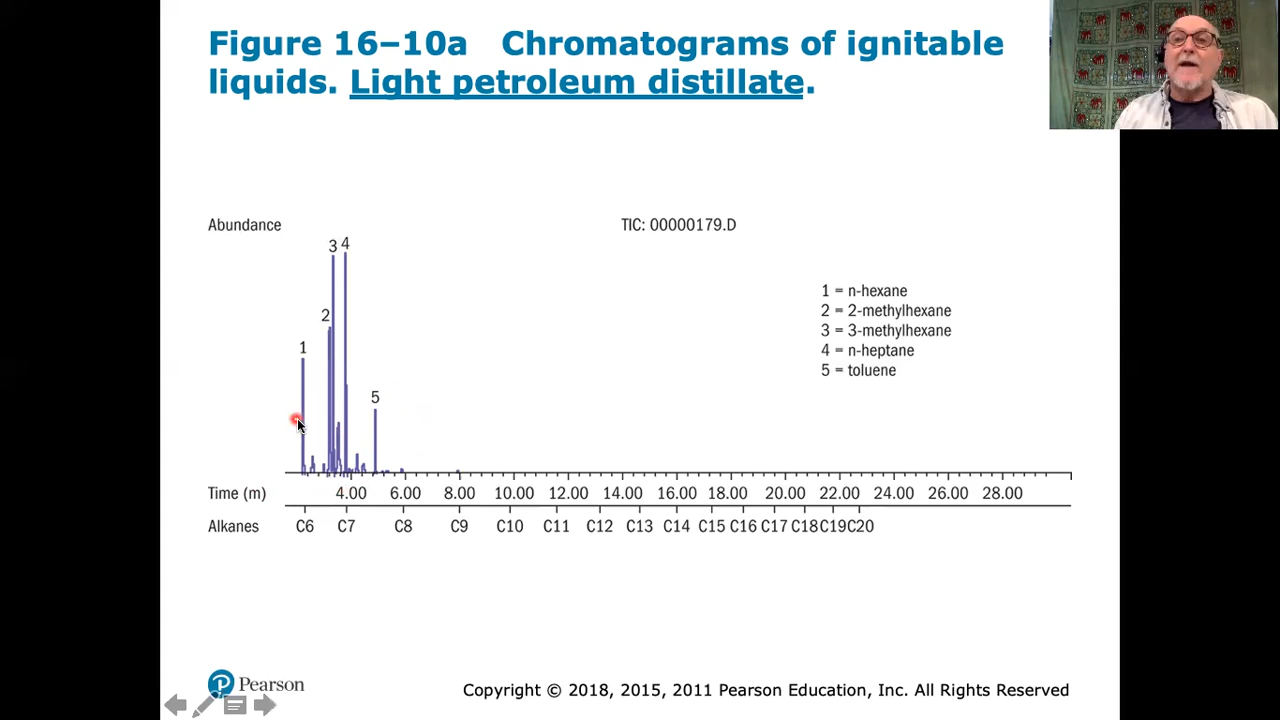 Figure 16–10a Chromatograms of ignitable
liquids. Light petroleum distillate.
Abundance
TIC: 00000179.D
3 4
2
1
5
1 = n-hexane
2 = 2-methylhexane
3 = 3-methylhexane
4 = n-heptane
5 = toluene
Time (m) 4.00 6.00 8.00 10.00 12.00 14.00 16.00 18.00 20.00 22.00 24.00 26.00 28.00
Alkanes C6 C7 C8 C9 C10 C11 C12 C13 C14 C15 C16 C17 C18 C19 C20
P Pearson
Copyright © 2018, 2015, 2011 Pearson Education, Inc. All Rights Reserved